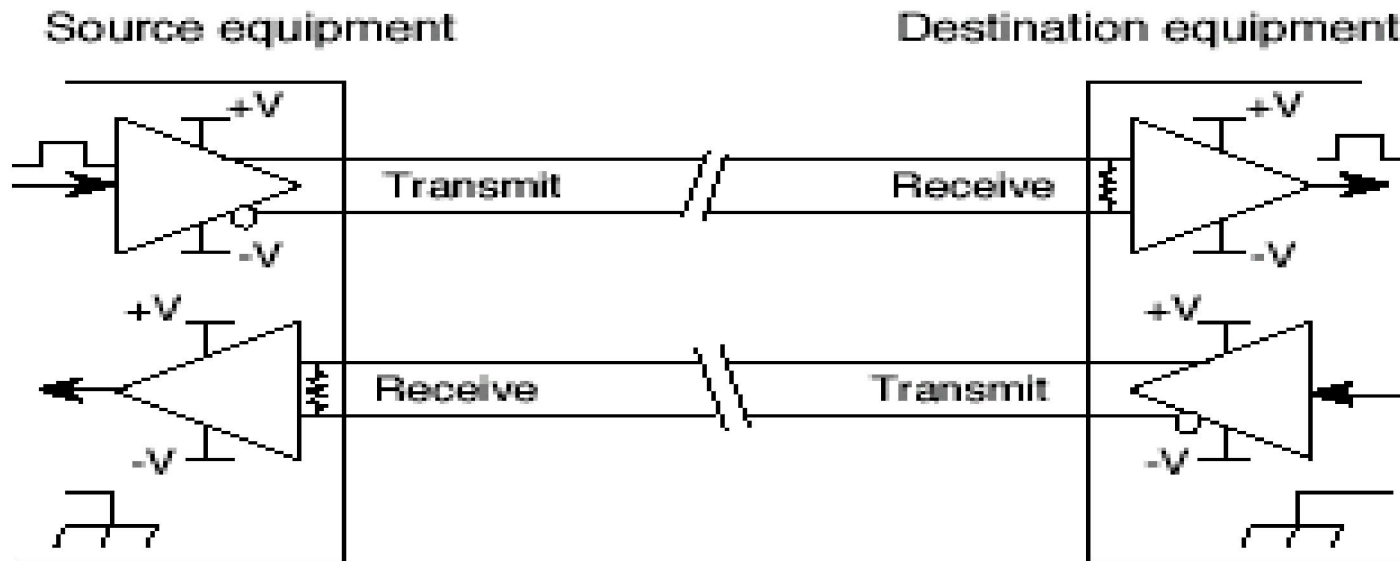 Source equipment
Destination equipment
+V
+V
Transmit
Receive
-V
-V
+V
+V
Receive
Transmit
-V
-V